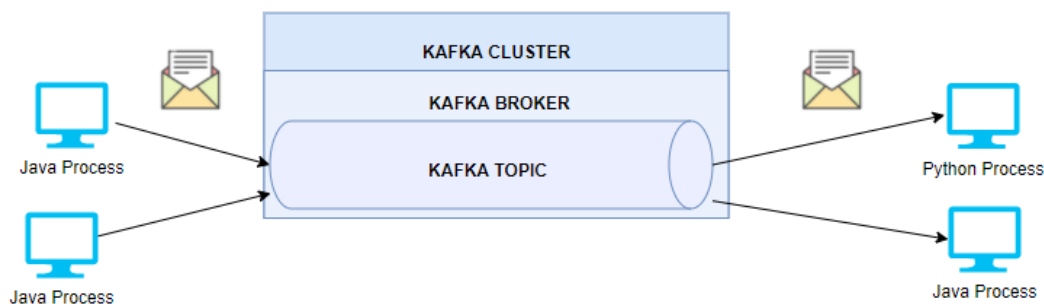 KAFKA CLUSTER
KAFKA BROKER
Java Process
KAFKA TOPIC
Python Process
Java Process
Java Process